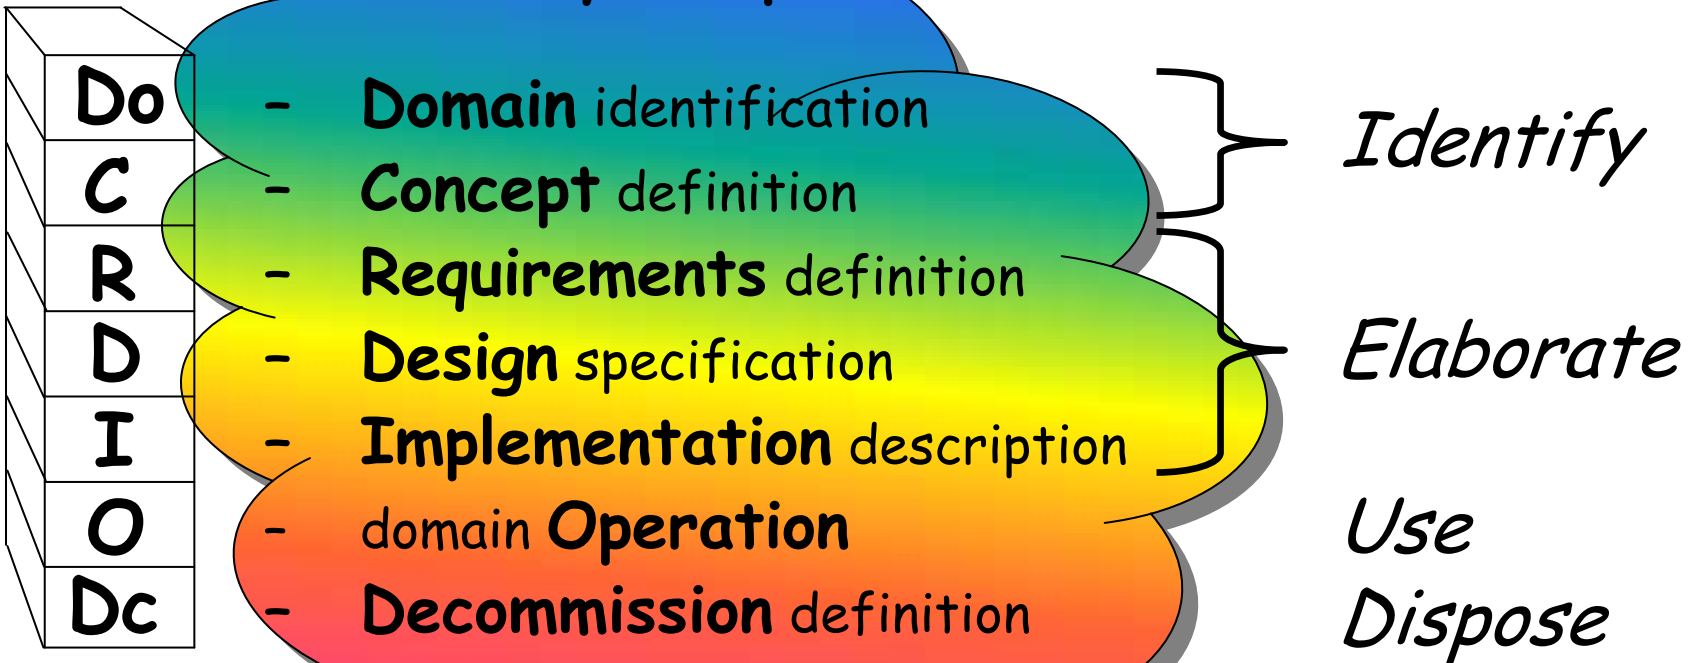 Do - Domain identification
Identify
C - Concept definition
R - Requirements definition
D - Design specification
Elaborate
I - Implementation description
O - domain Operation
Use
Dc - Decommission definition
Dispose